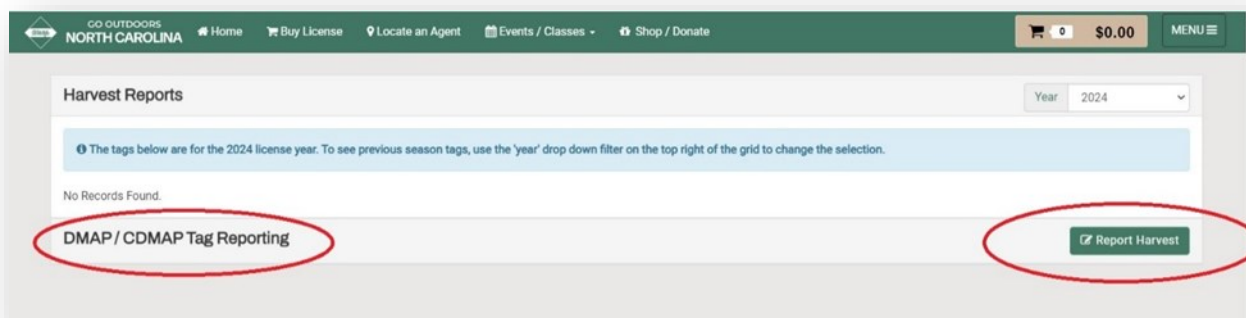 GO OUTDOORS
NORTH CAROLINA
Home Buy License Locate an Agent Events / Classes Shop / Donate 0 $0.00 MENU
Harvest Reports Year 2024
The tags below are for the 2024 license year. To see previous season tags, use the 'year' drop down filter on the top right of the grid to change the selection.
No Records Found.
DMAP / CDMAP Tag Reporting Report Harvest